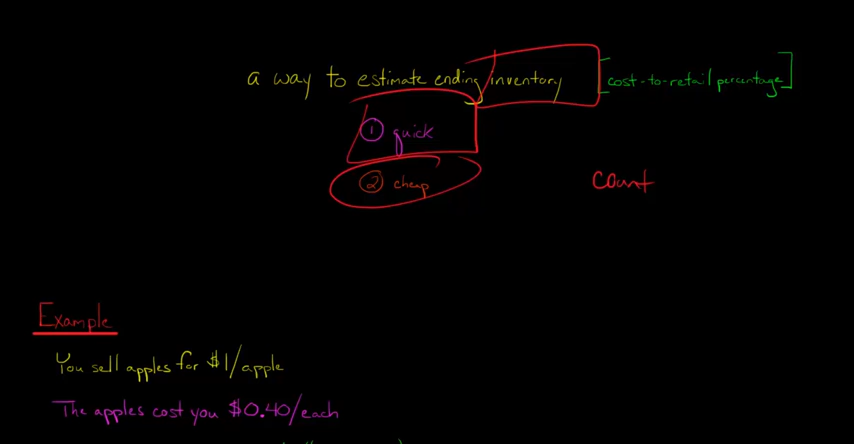 a way to estimate ending inventory [cost-to-retail percentage]
① quick
② cheap
count
Example
You sell apples for $1/apple
The apples cost you $0.40/each